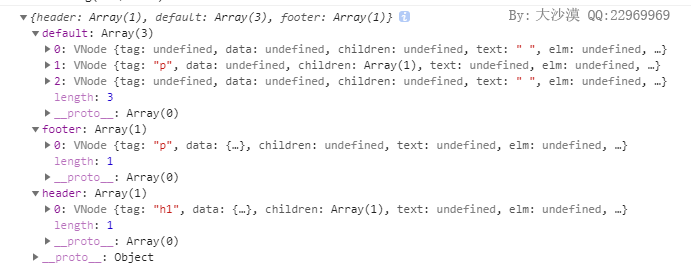 {header: Array(1), default: Array(3), footer: Array(1)} i
By: 大沙漠 QQ:22969969
default: Array(3)
0: VNode {tag: undefined, data: undefined, children: undefined, text: " ", elm: undefined, …}
1: VNode {tag: "p", data: undefined, children: Array(1), text: undefined, elm: undefined, …}
2: VNode {tag: undefined, data: undefined, children: undefined, text: " ", elm: undefined, …}
length: 3
__proto__: Array(0)
footer: Array(1)
0: VNode {tag: "p", data: {…}, children: undefined, text: undefined, elm: undefined, …}
length: 1
__proto__: Array(0)
header: Array(1)
0: VNode {tag: "h1", data: {…}, children: Array(1), text: undefined, elm: undefined, …}
length: 1
__proto__: Array(0)
__proto__: Object